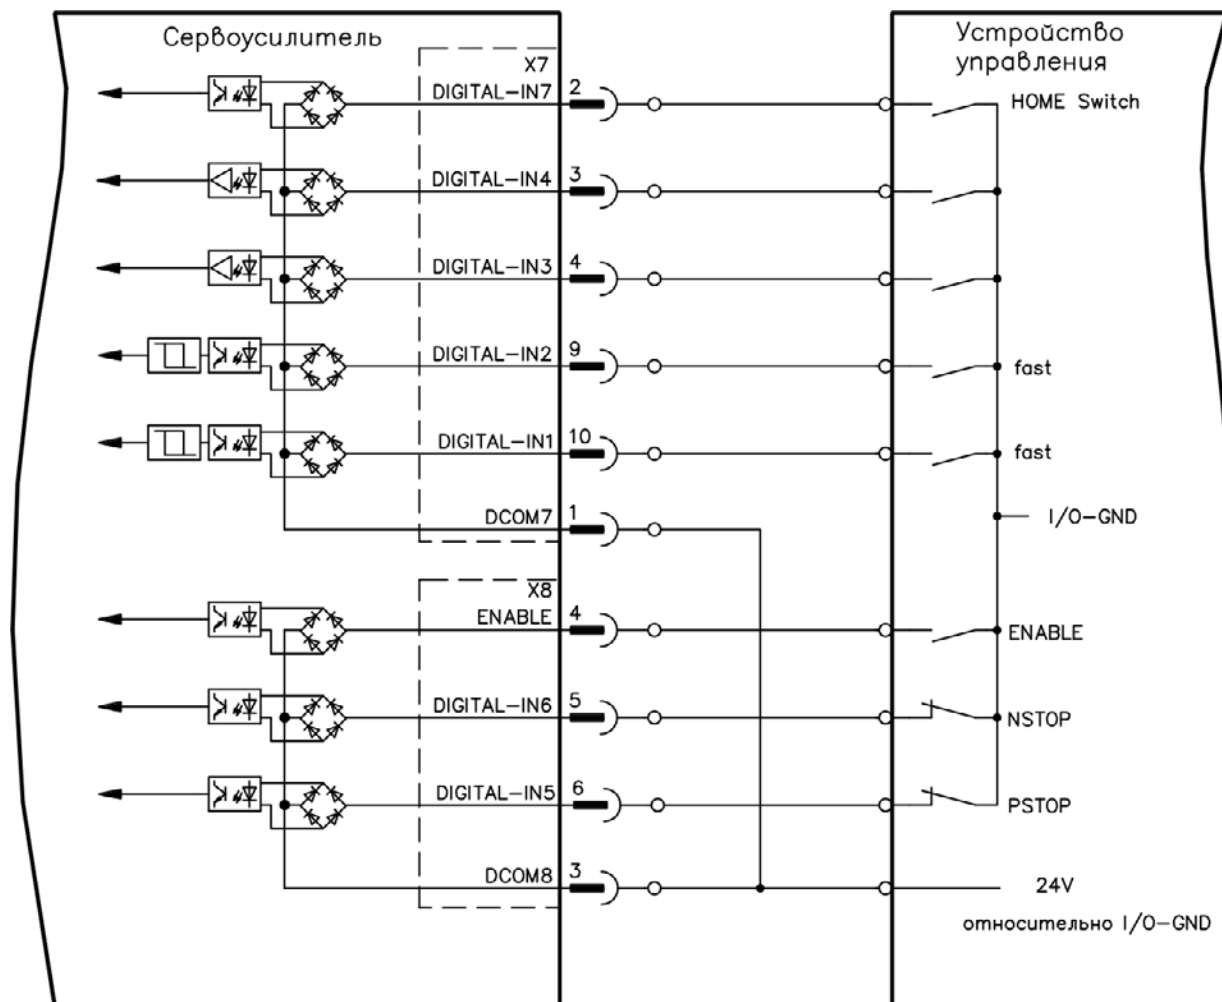 Сервоусилитель
Устройство
управления
X7
DIGITAL-IN7 2
HOME Switch
DIGITAL-IN4 3
DIGITAL-IN3 4
DIGITAL-IN2 9
fast
DIGITAL-IN1 10
fast
DCOM7 1
I/O-GND
X8
ENABLE 4
ENABLE
DIGITAL-IN6 5
NSTOP
DIGITAL-IN5 6
PSTOP
DCOM8 3
24V
относительно I/O-GND